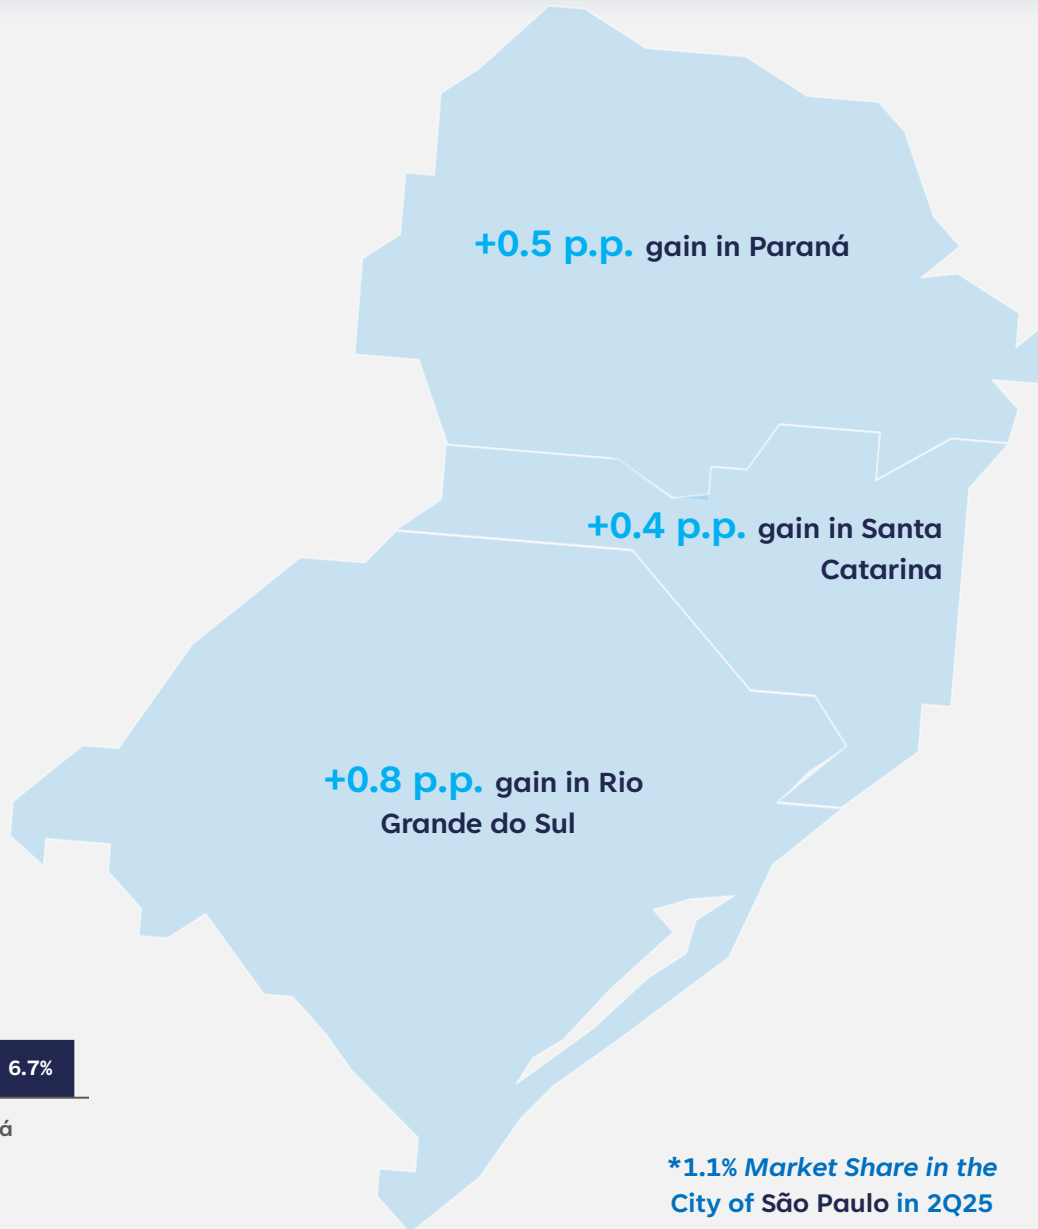 +0.5 p.p. gain in Paraná
+0.4 p.p. gain in Santa
Catarina
+0.8 p.p. gain in Rio
Grande do Sul
6.7%
á
*1.1% Market Share in the
City of São Paulo in 2Q25